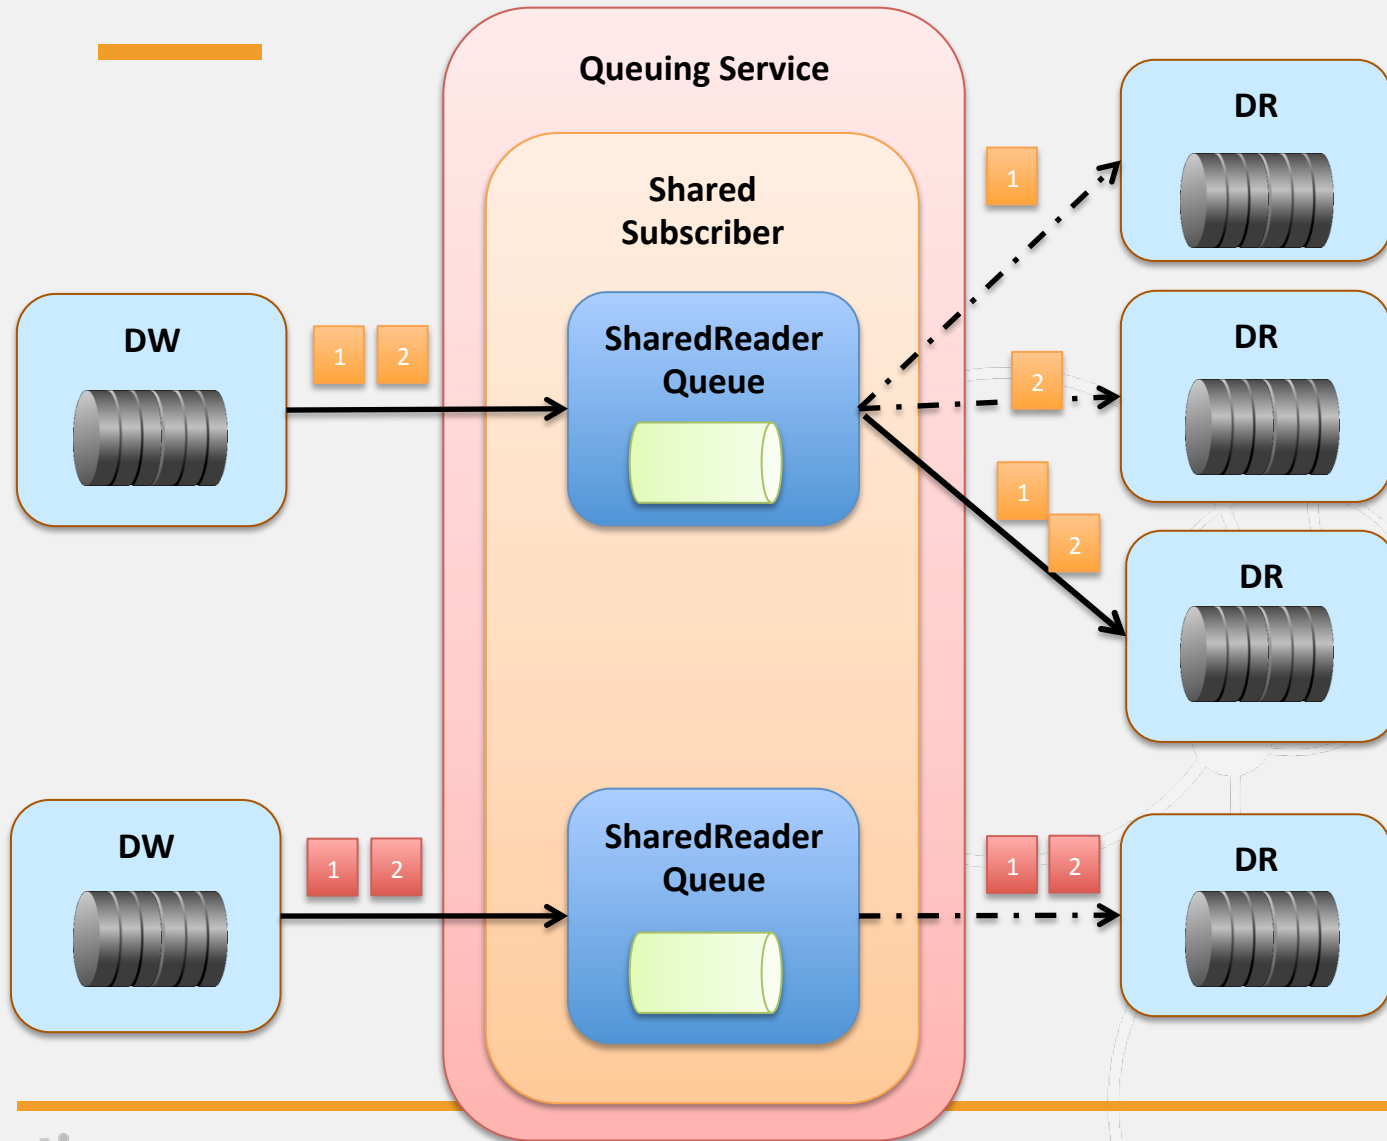 Queuing Service
Shared
Subscriber
DW
1 2
SharedReader
Queue
1
DR
2
DR
1
2
DR
DW
1 2
SharedReader
Queue
1 2
DR